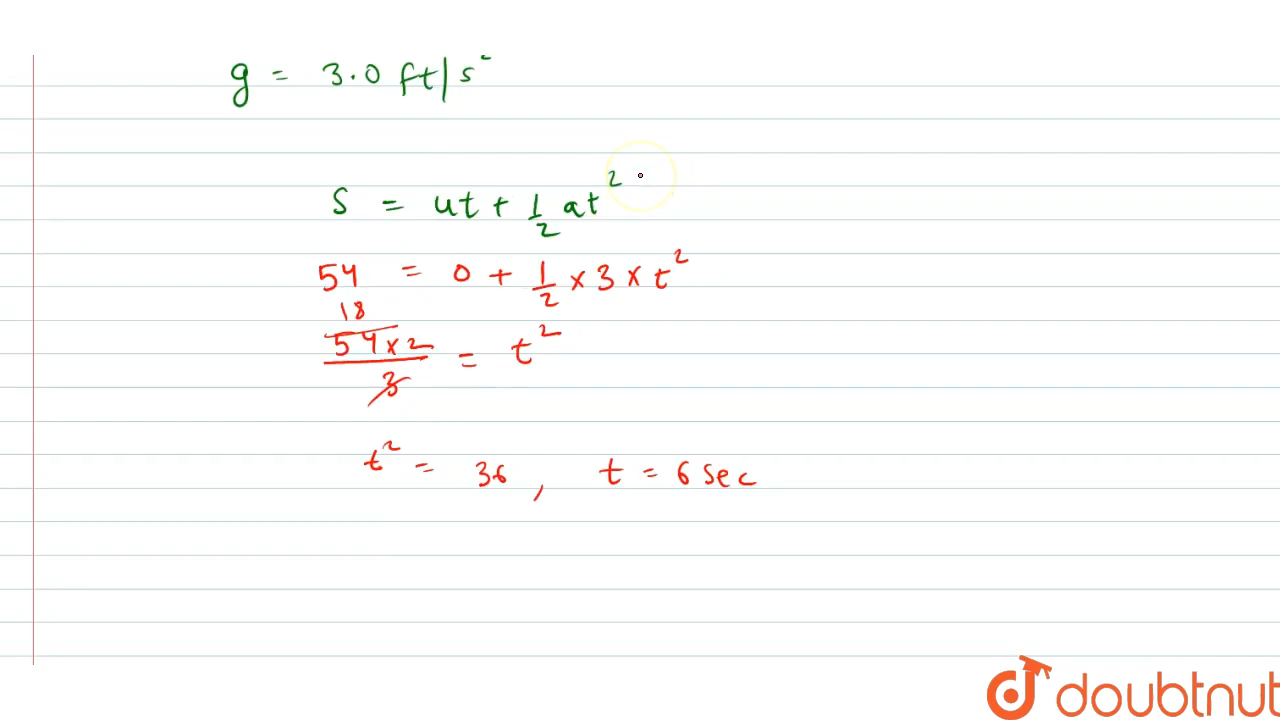 g = 3.0 ft/s²
S = ut + 1/2 at²
54 = 0 + 1/2 × 3 × t²
18
54×2/3 = t²
t² = 36, t = 6 sec
doubtnut